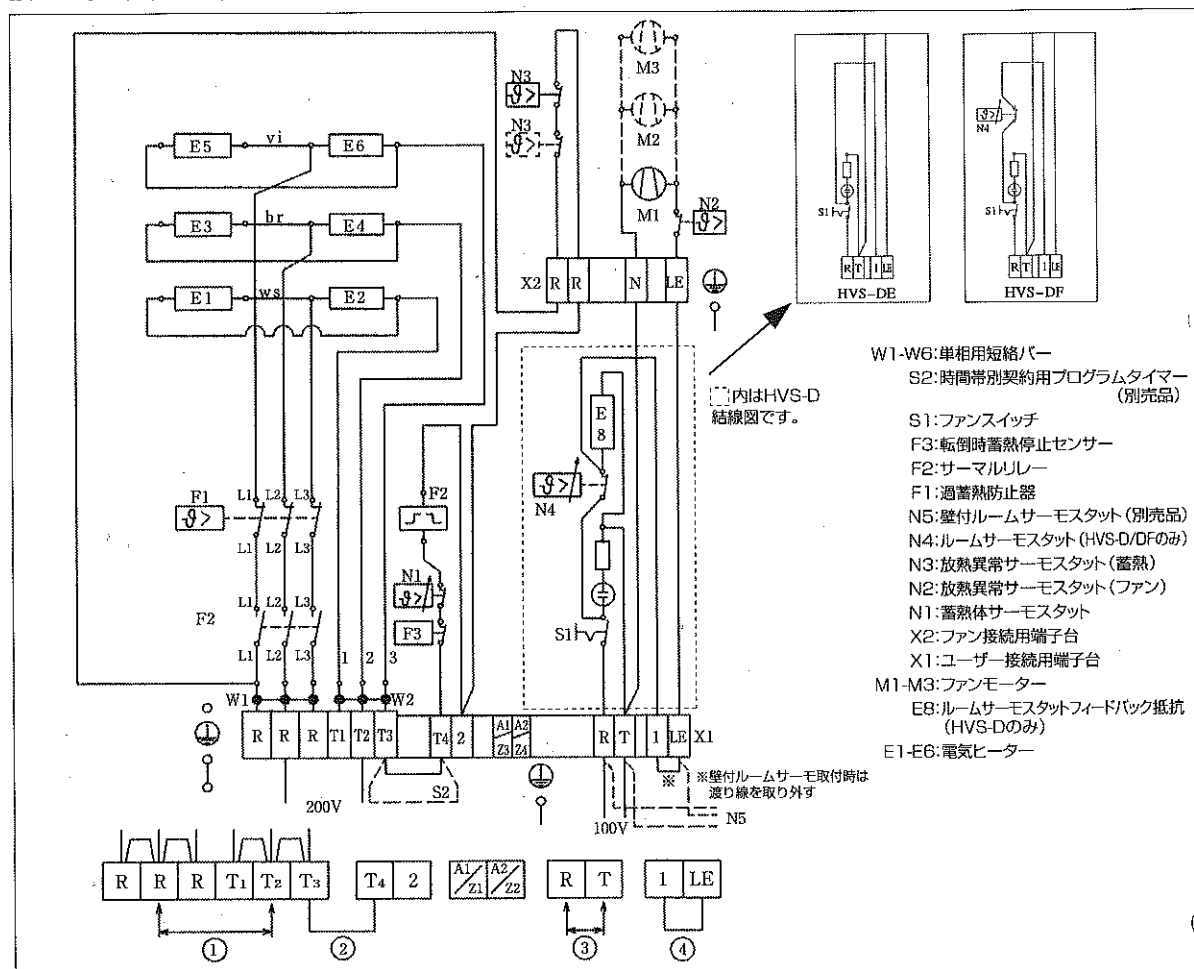 M3
M2
M1
N3
ϑ>
N3
ϑ>
N2
ϑ>
E5 vi E6
E3 br E4
E1 ws E2
X2 R R N LE
S1
R T 1 LE
HVS-DE
N4
S1
R T 1 LE
HVS-DF
内はHVS-D
結線図です。
W1-W6:単相用短絡バー
S2:時間帯別契約用プログラムタイマー
(別売品)
S1:ファンスイッチ
F3:転倒時蓄熱停止センサー
F2:サーマルリレー
F1:過蓄熱防止器
N5:壁付ルームサーモスタット(別売品)
N4:ルームサーモスタット(HVS-D/DFのみ)
N3:放熱異常サーモスタット(蓄熱)
N2:放熱異常サーモスタット(ファン)
N1:蓄熱体サーモスタット
X2:ファン接続用端子台
X1:ユーザー接続用端子台
M1-M3:ファンモーター
E8:ルームサーモスタットフィードバック抵抗
(HVS-Dのみ)
E1-E6:電気ヒーター
E
8
ϑ>
N4
S1
F1 L1 L2 L3
ϑ>
L1 L2 L3
F2 L1 L2 L3
L1 L2 L3
1 2 3
F2
N1
ϑ>
F3
W1 W2
R R R T1 T2 T3 T4 2 A1 Z3 A2 Z4 R T 1 LE X1
S2
200V
100V
※
※壁付ルームサーモ取付時は
渡り線を取り外す
N5
R R R T1 T2 T3 T4 2 A1/Z1 A2/Z2 R T 1 LE
① ② ③ ④